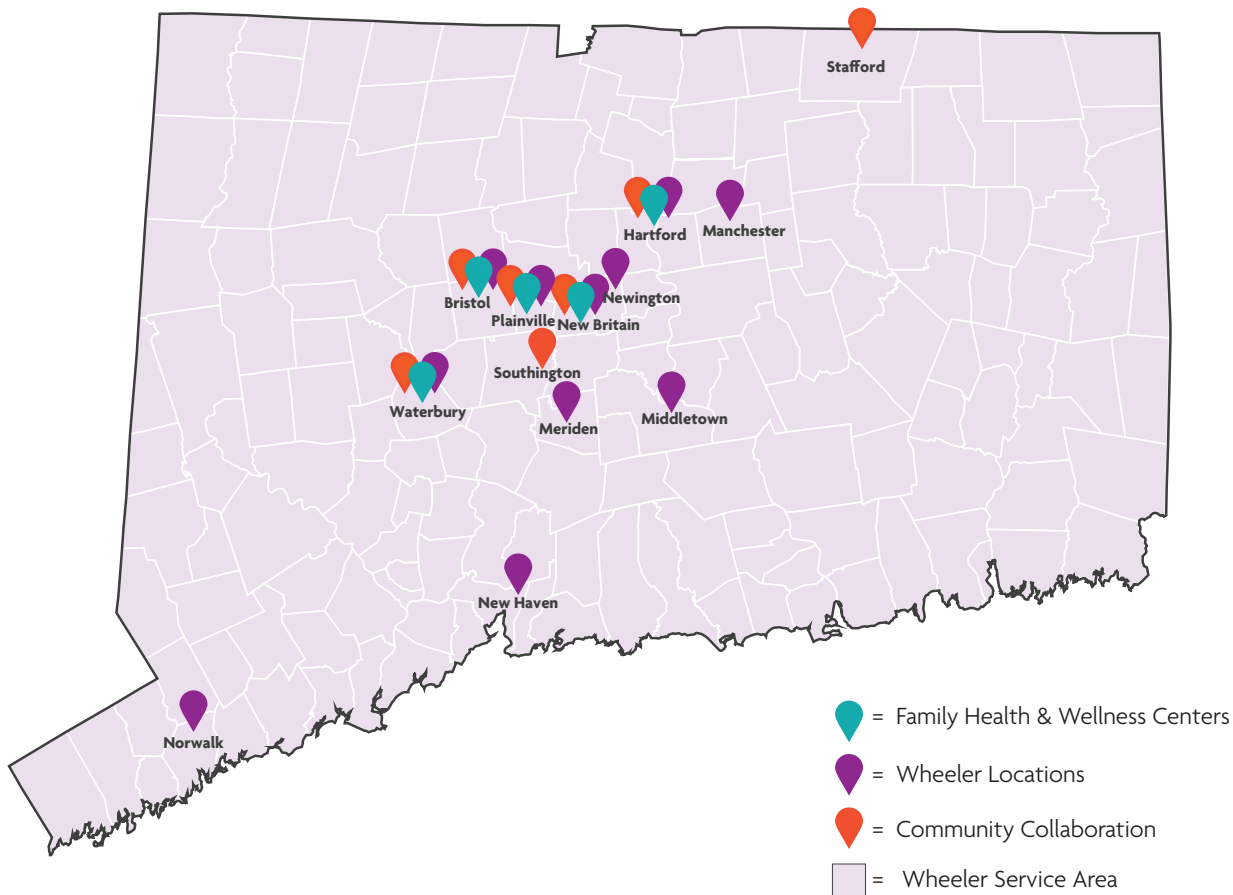 Stafford
Hartford
Manchester
Bristol
Newington
Plainville
New Britain
Southington
Waterbury
Meriden
Middletown
New Haven
Norwalk
= Family Health & Wellness Centers
= Wheeler Locations
= Community Collaboration
= Wheeler Service Area